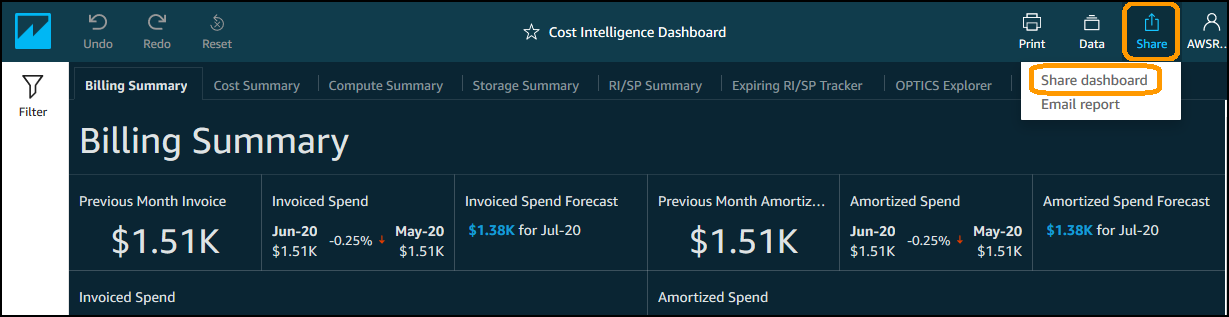 Undo Redo Reset Cost Intelligence Dashboard Print Data Share AWSR...
Share dashboard
Email report
Filter
Billing Summary Cost Summary Compute Summary Storage Summary RI/SP Summary Expiring RI/SP Tracker OPTICS Explorer
Billing Summary
Previous Month Invoice Invoiced Spend Invoiced Spend Forecast Previous Month Amortiz... Amortized Spend Amortized Spend Forecast
$1.51K Jun-20 $1.51K -0.25% May-20 $1.51K $1.38K for Jul-20 $1.51K Jun-20 $1.51K -0.25% May-20 $1.51K $1.38K for Jul-20
Invoiced Spend Amortized Spend